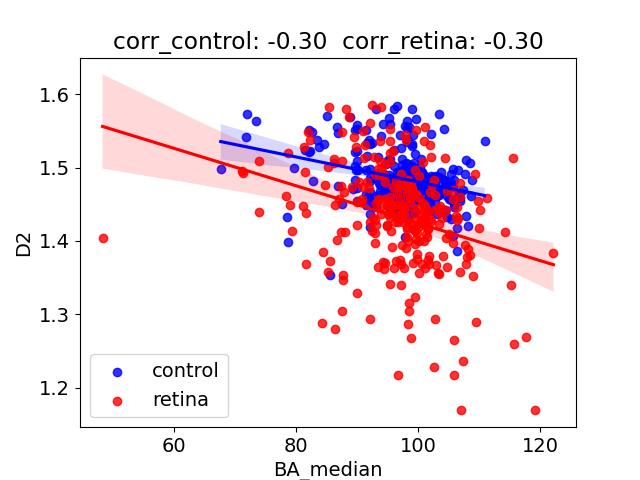 corr_control: -0.30  corr_retina: -0.30
1.6
1.5
1.4
1.3
1.2
D2
control
retina
60
80
100
120
BA_median